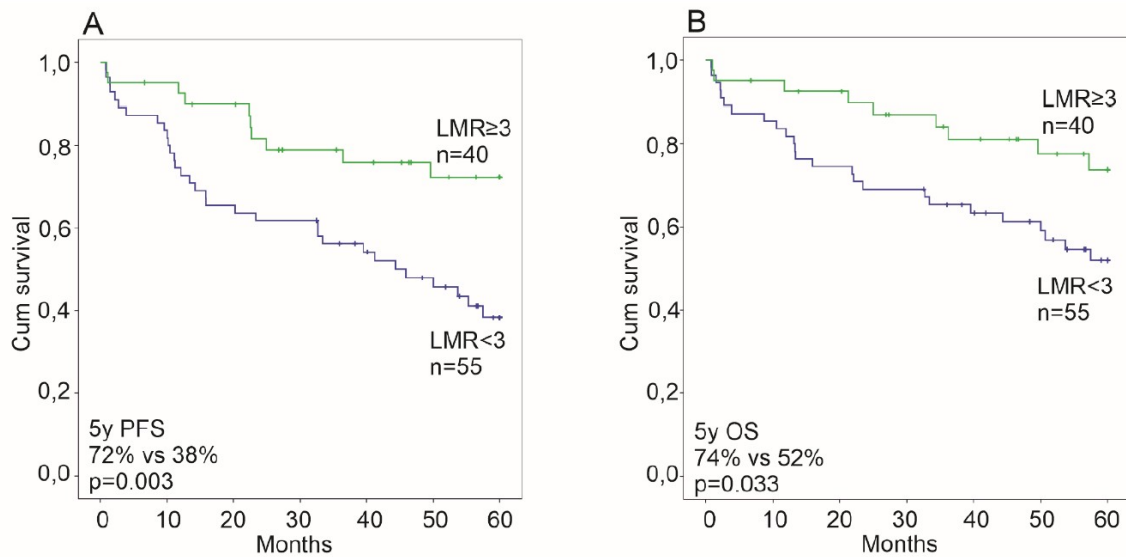 A
Cum survival
1,0
0,8
0,6
0,4
0,2
0,0
LMR≥3
n=40
LMR<3
n=55
5y PFS
72% vs 38%
p=0.003
0 10 20 30 40 50 60
Months
B
Cum survival
1,0
0,8
0,6
0,4
0,2
0,0
LMR≥3
n=40
LMR<3
n=55
5y OS
74% vs 52%
p=0.033
0 10 20 30 40 50 60
Months